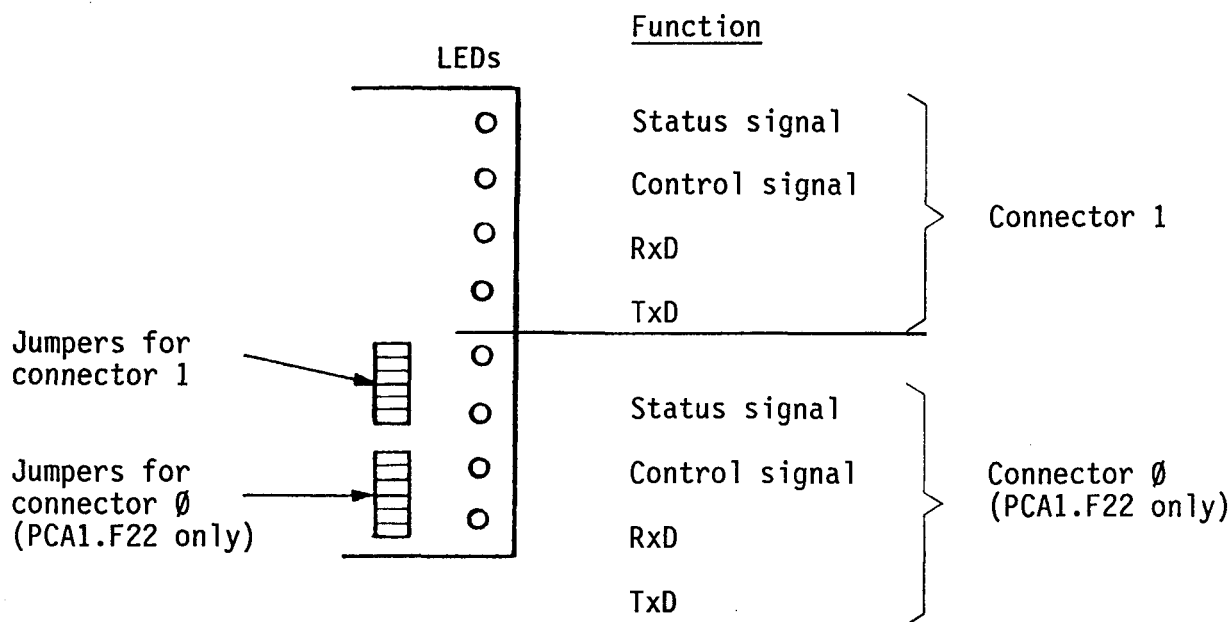 Function
LEDs
Status signal
Control signal
RxD
TxD
Connector 1
Jumpers for
connector 1
Jumpers for
connector Ø
(PCA1.F22 only)
Status signal
Control signal
RxD
TxD
Connector Ø
(PCA1.F22 only)